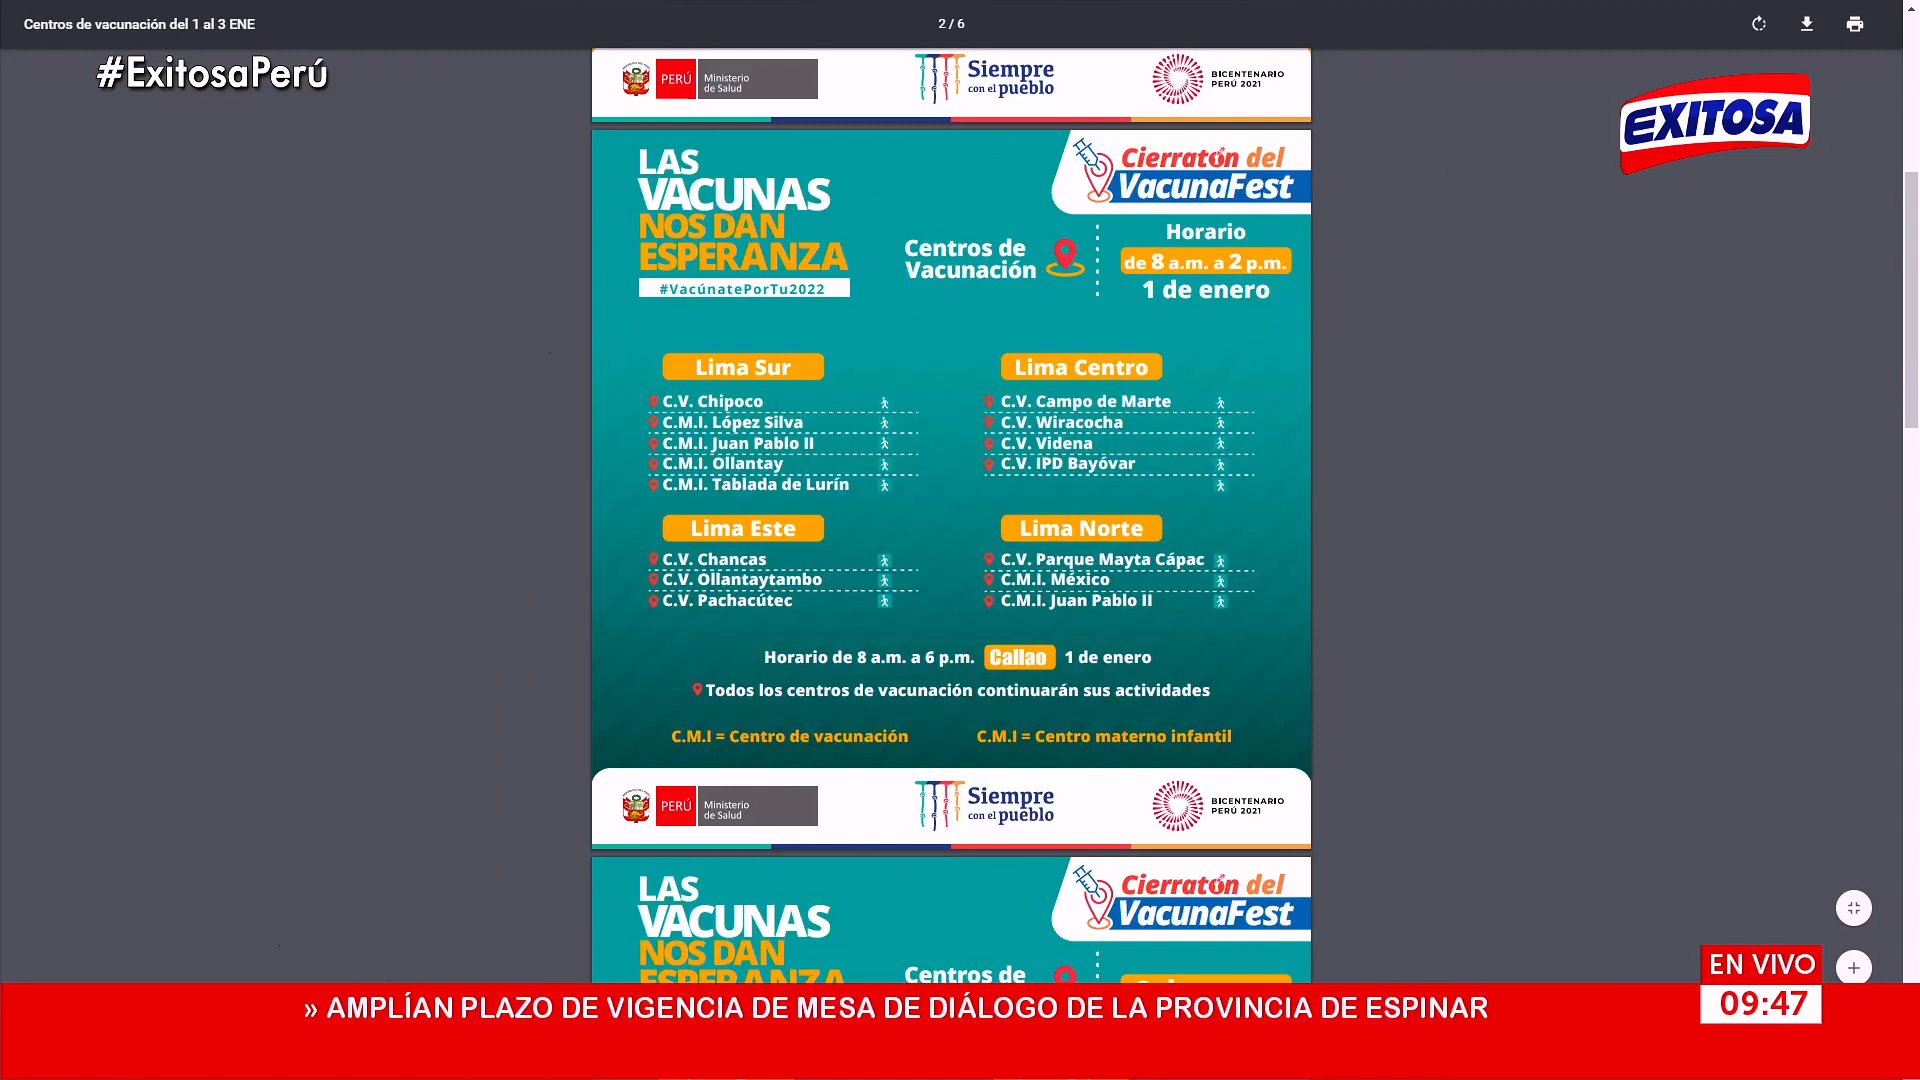 Centros de vacunación del 1 al 3 ENE
2 / 6
#ExitosaPerú
PERÚ
Ministerio
de Salud
Siempre
con el pueblo
BICENTENARIO
PERÚ 2021
EXITOSA
LAS
VACUNAS
NOS DAN
ESPERANZA
#VacúnatePorTu2022
Cierratón del
VacunaFest
Centros de
Vacunación
Horario
de 8 a.m. a 2 p.m.
1 de enero
Lima Sur
C.V. Chipoco
C.M.I. López Silva
C.M.I. Juan Pablo II
C.M.I. Ollantay
C.M.I. Tablada de Lurín
Lima Centro
C.V. Campo de Marte
C.V. Wiracocha
C.V. Videna
C.V. IPD Bayóvar
Lima Este
C.V. Chancas
C.V. Ollantaytambo
C.V. Pachacútec
Lima Norte
C.V. Parque Mayta Cápac
C.M.I. México
C.M.I. Juan Pablo II
Horario de 8 a.m. a 6 p.m. Callao 1 de enero
Todos los centros de vacunación continuarán sus actividades
C.M.I = Centro de vacunación
C.M.I = Centro materno infantil
PERÚ
Ministerio
de Salud
Siempre
con el pueblo
BICENTENARIO
PERÚ 2021
LAS
VACUNAS
NOS DAN
ESPERANZA
Cierratón del
VacunaFest
Centros de
EN VIVO
09:47
» AMPLÍAN PLAZO DE VIGENCIA DE MESA DE DIÁLOGO DE LA PROVINCIA DE ESPINAR